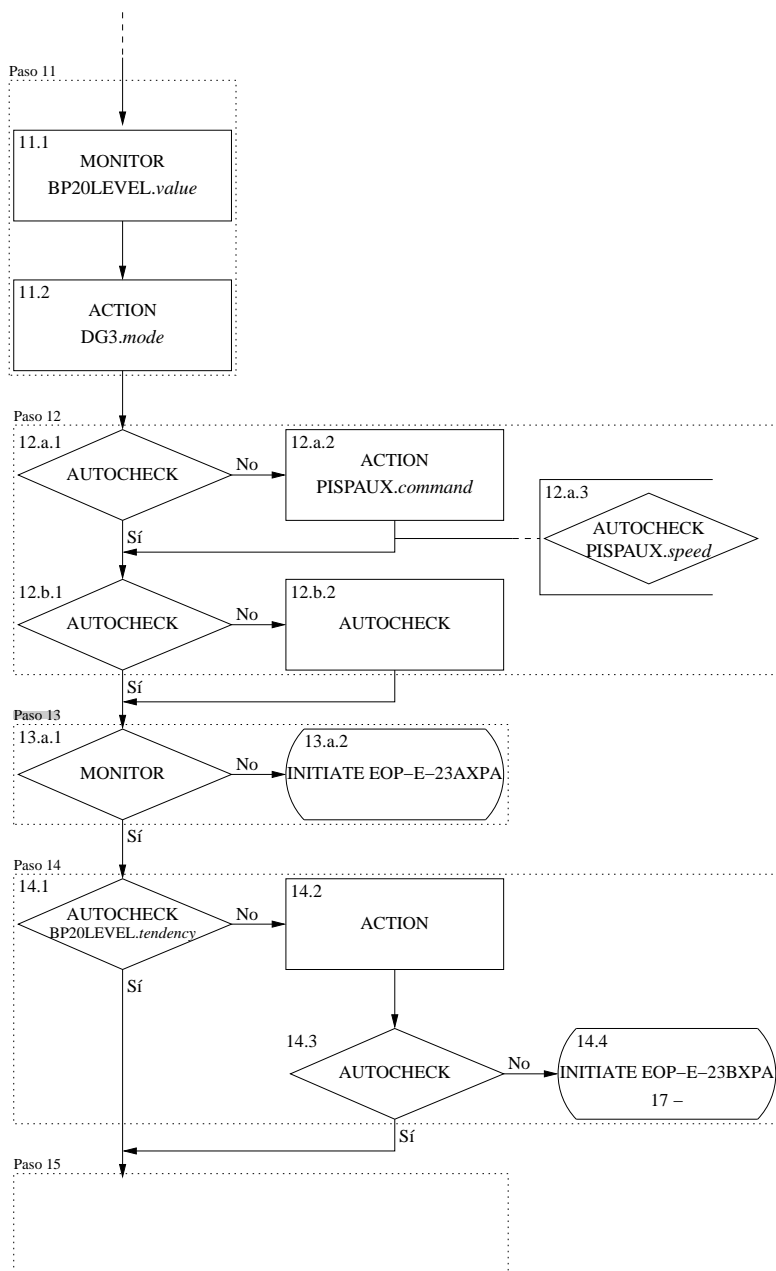 Paso 11
11.1
MONITOR
BP20LEVEL.value
11.2
ACTION
DG3.mode
Paso 12
12.a.1
AUTOCHECK
No
12.a.2
ACTION
PISPAUX.command
12.a.3
AUTOCHECK
PISPAUX.speed
Sí
12.b.1
AUTOCHECK
No
12.b.2
AUTOCHECK
Sí
Paso 13
13.a.1
MONITOR
No
13.a.2
INITIATE EOP–E–23AXPA
Sí
Paso 14
14.1
AUTOCHECK
BP20LEVEL.tendency
No
14.2
ACTION
Sí
14.3
AUTOCHECK
No
14.4
INITIATE EOP–E–23BXPA
17 –
Sí
Paso 15